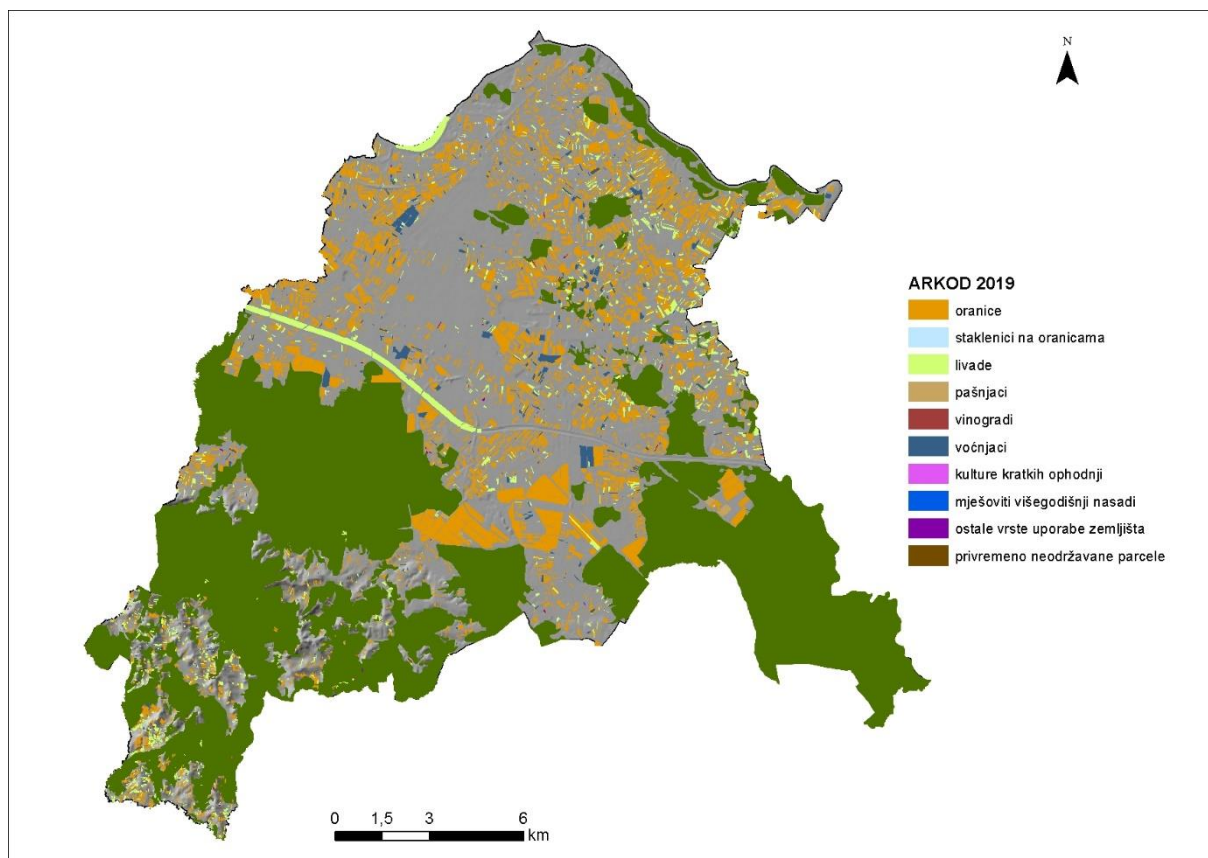 N
ARKOD 2019
oranice
staklenici na oranicama
livade
pašnjaci
vinogradi
voćnjaci
kulture kratkih ophodnji
mješoviti višegodišnji nasadi
ostale vrste uporabe zemljišta
privremeno neodržavane parcele
0 1,5 3 6
km